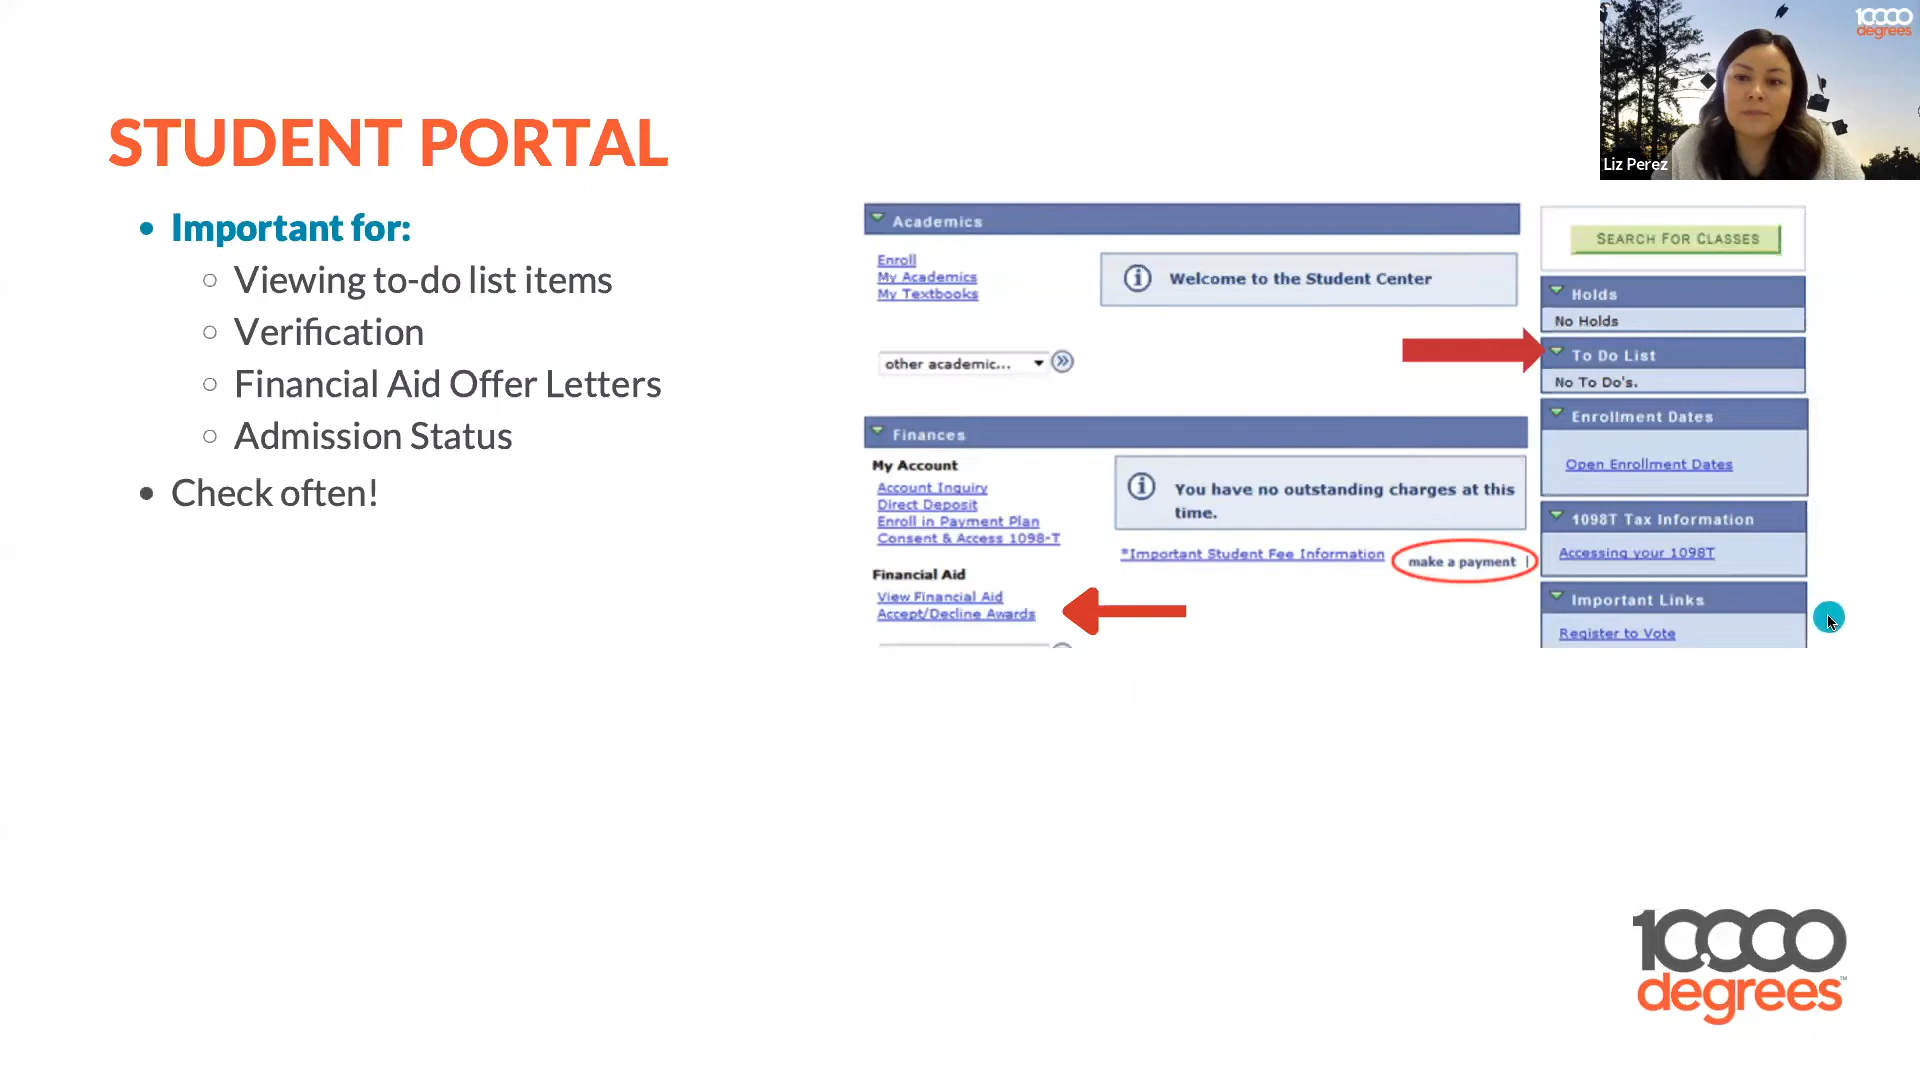 10,000
degrees
Liz Perez
STUDENT PORTAL
• Important for:
○ Viewing to-do list items
○ Verification
○ Financial Aid Offer Letters
○ Admission Status
• Check often!
Academics
Enroll
My Academics
My Textbooks
Welcome to the Student Center
other academic...
Finances
My Account
Account Inquiry
Direct Deposit
Enroll in Payment Plan
Consent & Access 1098-T
You have no outstanding charges at this
time.
*Important Student Fee Information
make a payment |
Financial Aid
View Financial Aid
Accept/Decline Awards
SEARCH FOR CLASSES
Holds
No Holds
To Do List
No To Do's.
Enrollment Dates
Open Enrollment Dates
1098T Tax Information
Accessing your 1098T
Important Links
Register to Vote
10,000
degrees™